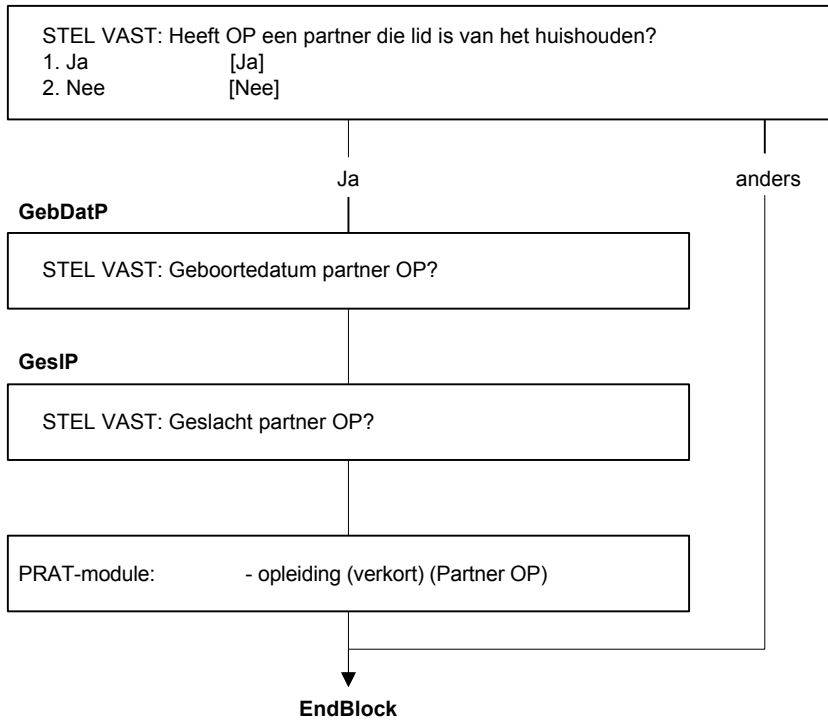 STEL VAST: Heeft OP een partner die lid is van het huishouden?
1. Ja [Ja]
2. Nee [Nee]
Ja anders
GebDatP
STEL VAST: Geboortedatum partner OP?
GeslP
STEL VAST: Geslacht partner OP?
PRAT-module: - opleiding (verkort) (Partner OP)
EndBlock